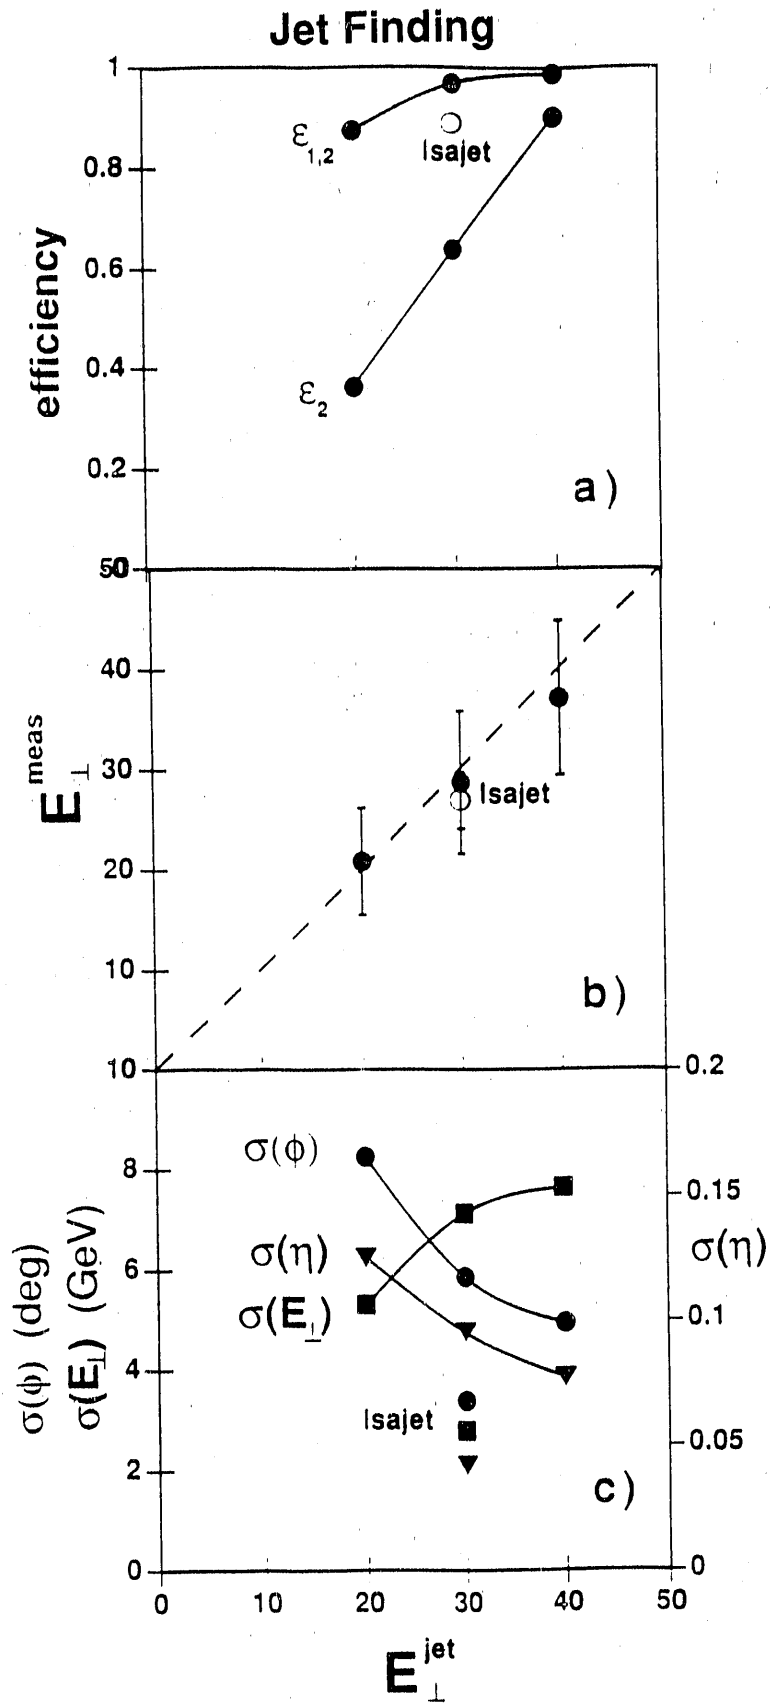 Jet Finding
1
ε1,2
Isajet
0.8
efficiency
0.6
0.4
ε2
0.2
a)
50
40
E⊥meas
30
Isajet
20
10
b)
10
0.2
σ(ϕ)
8
0.15
σ(η)
σ(η)
6
σ(E⊥)
0.1
σ(ϕ) (deg)
σ(E⊥) (GeV)
4
Isajet
0.05
2
c)
0
0
0
10
20
30
40
50
E⊥jet